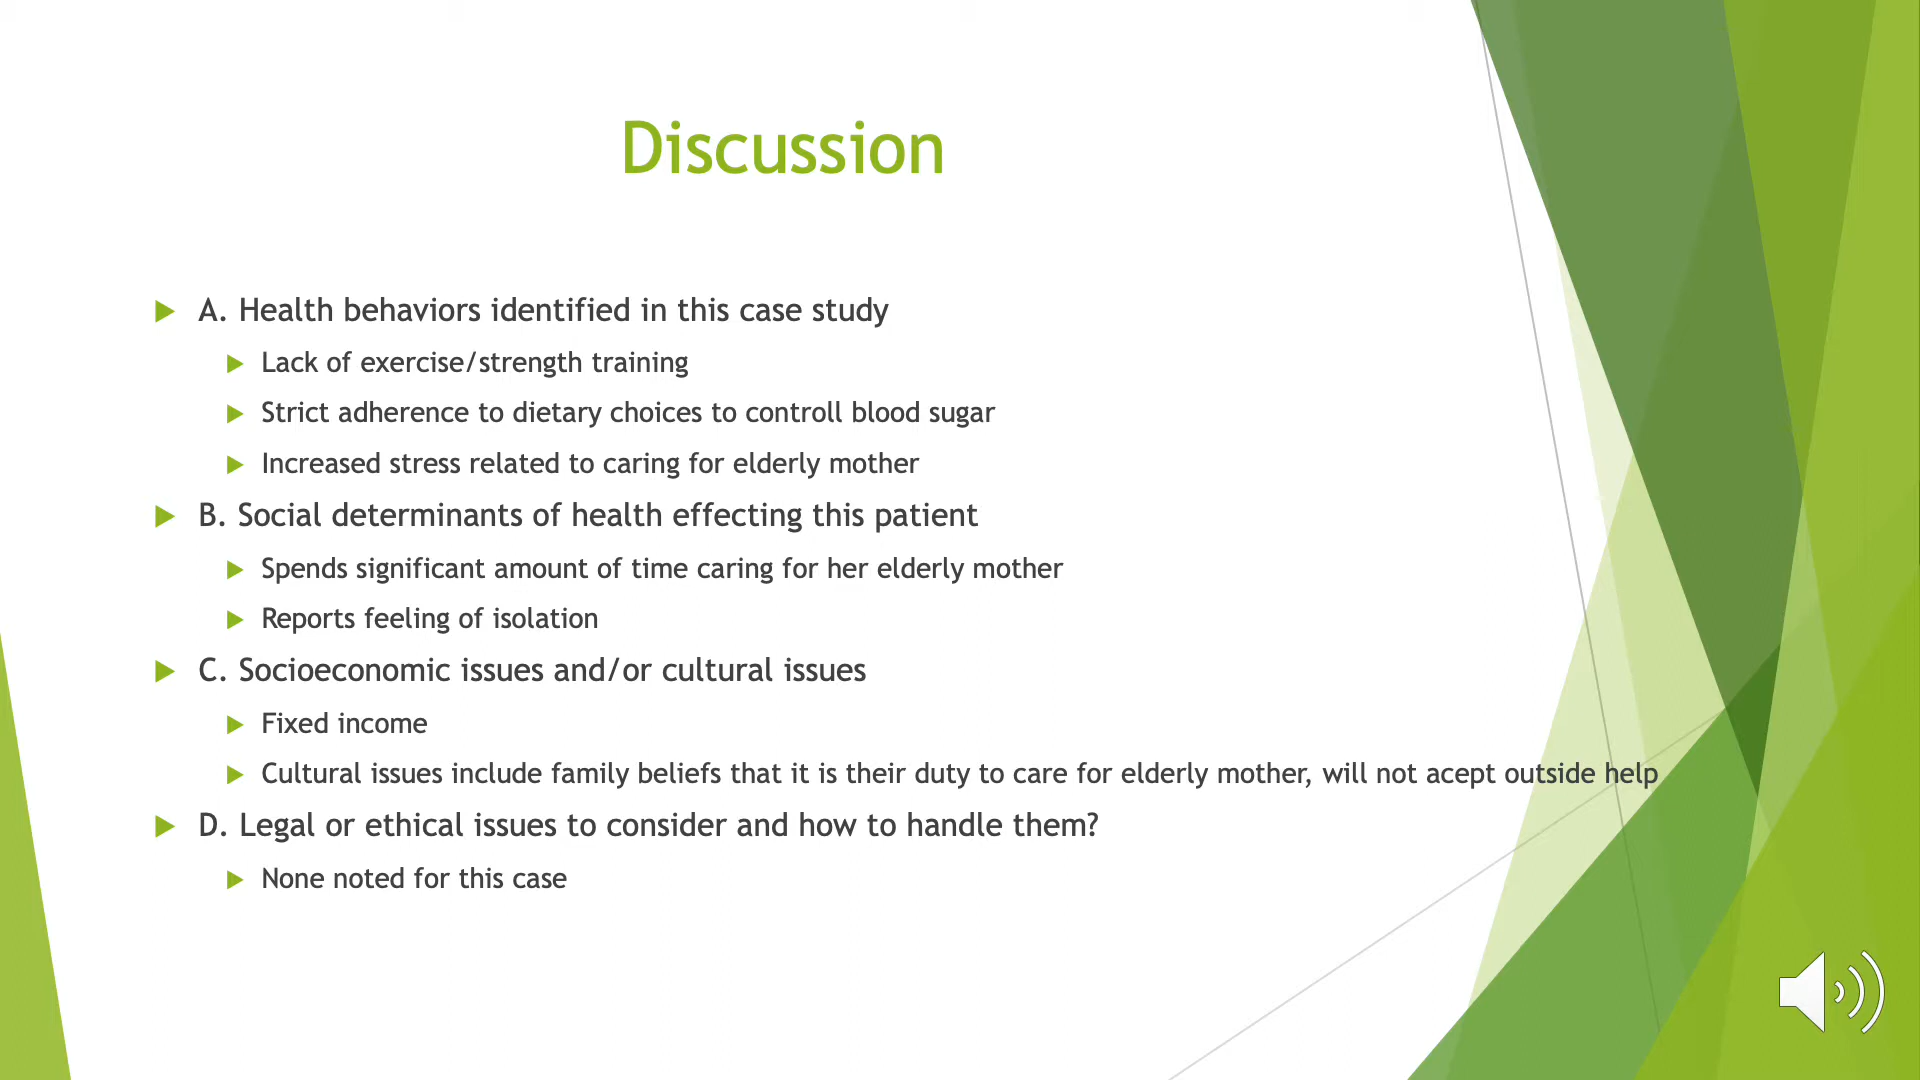 Discussion
A. Health behaviors identified in this case study
Lack of exercise/strength training
Strict adherence to dietary choices to controll blood sugar
Increased stress related to caring for elderly mother
B. Social determinants of health effecting this patient
Spends significant amount of time caring for her elderly mother
Reports feeling of isolation
C. Socioeconomic issues and/or cultural issues
Fixed income
Cultural issues include family beliefs that it is their duty to care for elderly mother, will not acept outside help
D. Legal or ethical issues to consider and how to handle them?
None noted for this case